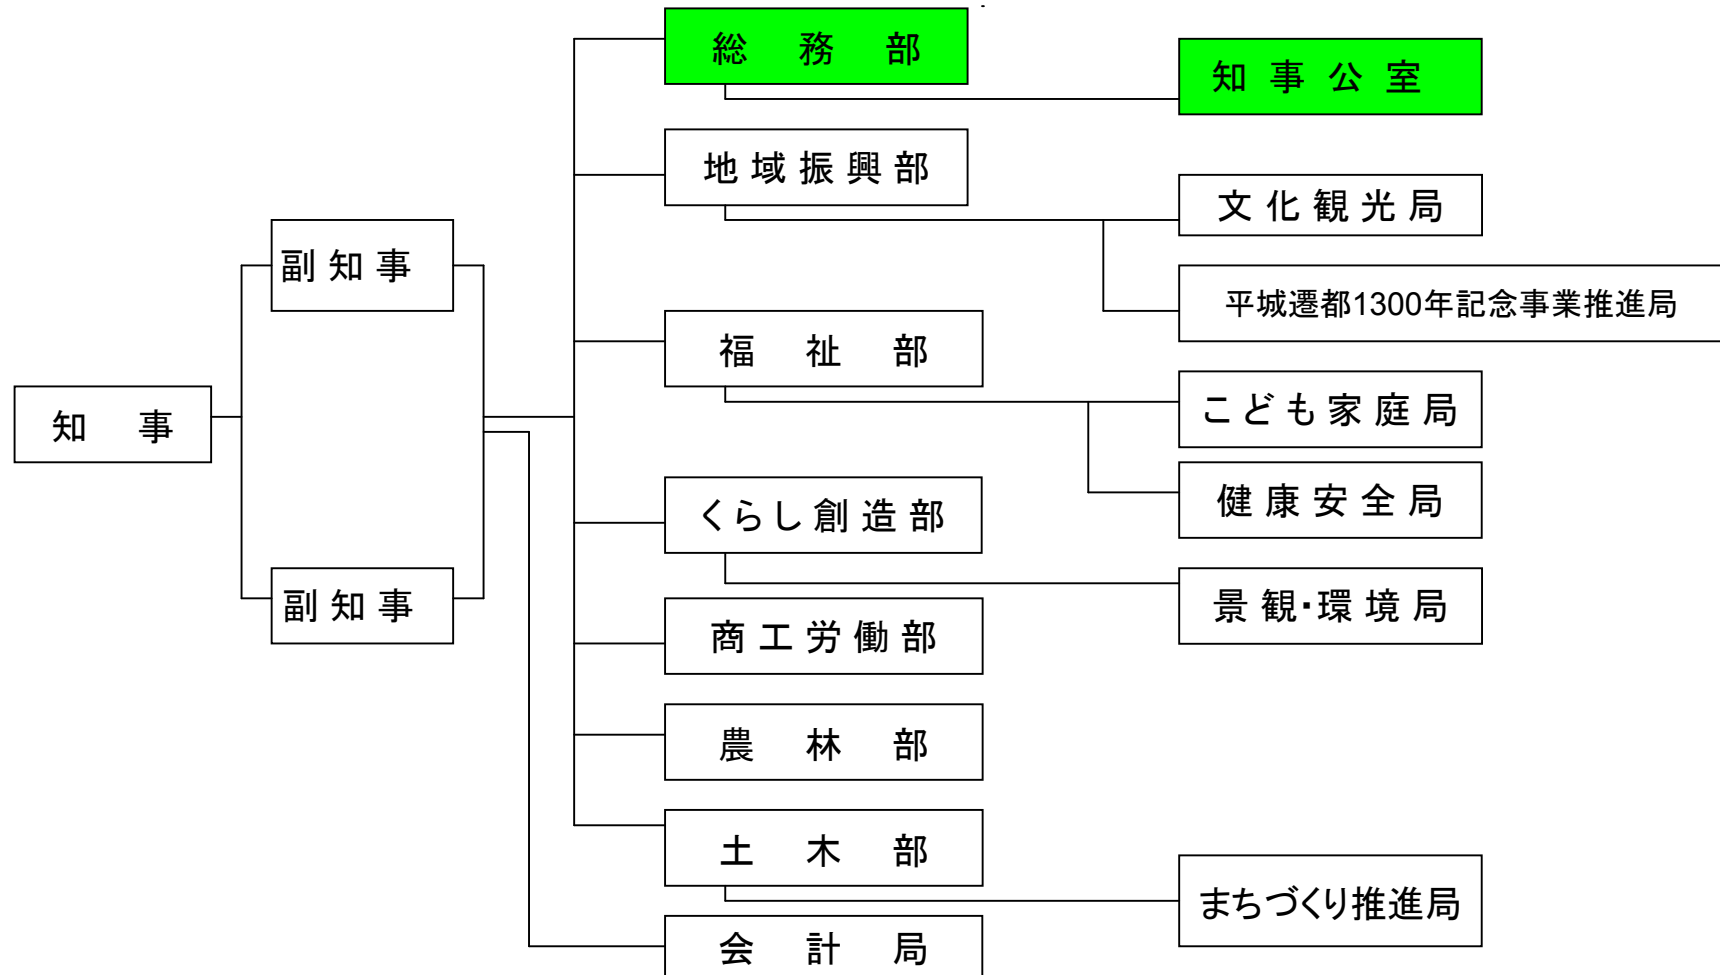 総務部
知事公室
地域振興部
文化観光局
副知事
平城遷都1300年記念事業推進局
福祉部
こども家庭局
知事
健康安全局
くらし創造部
副知事
景観・環境局
商工労働部
農林部
土木部
まちづくり推進局
会計局